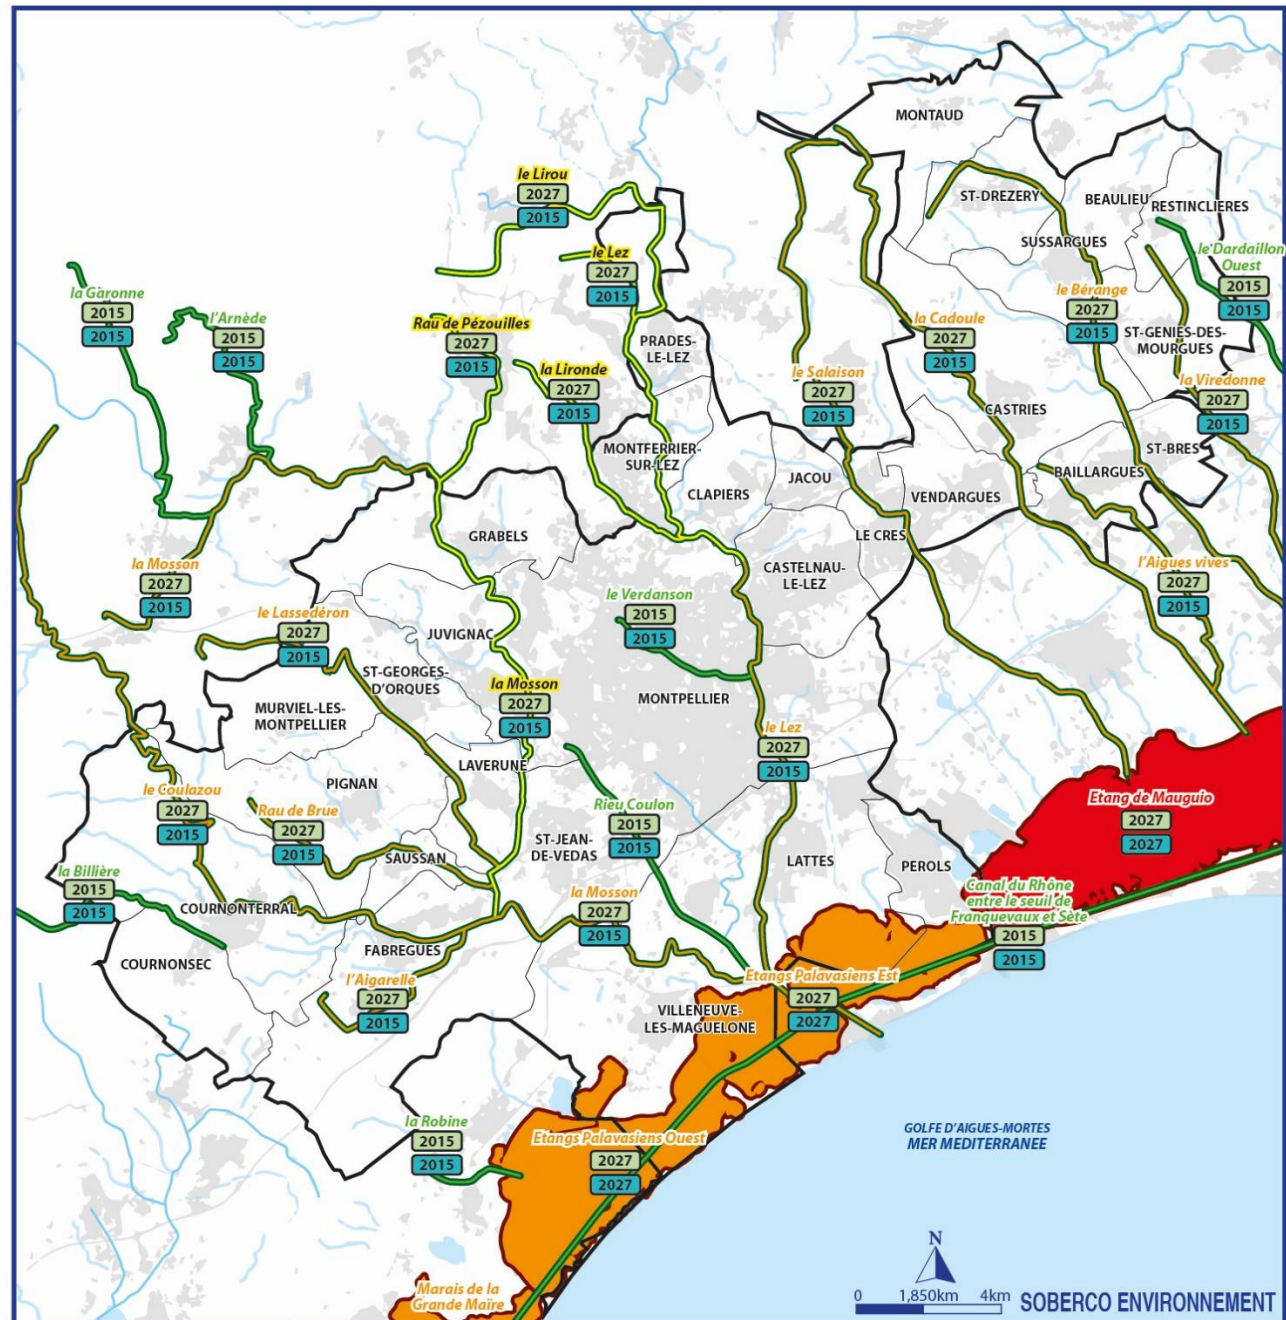 MONTAUD
le Lirou
2027
2015
ST-DREZERY
BEAULIEU
RESTINCLIERES
SUSSARGUES
le Lez
2027
2015
le Dardaillon
Ouest
2015
2015
la Garonne
2015
2015
l'Arnède
2015
2015
Rau de Pézouilles
2027
2015
PRADES-
LE-LEZ
le Bérange
2027
2015
la Cadoule
2027
2015
ST-GENIES-DES-
MOURGUES
la Lironde
2027
2015
le Salaison
2027
2015
la Viredonne
2027
2015
CASTRIES
MONTFERRIER-
SUR-LEZ
ST-BRES
BAILLARGUES
JACOU
CLAPIERS
VENDARGUES
GRABELS
LE CRES
la Mosson
2027
2015
CASTELNAU-
LE-LEZ
l'Aigues vives
2027
2015
le Verdanson
2015
2015
le Lassedéron
2027
2015
JUVIGNAC
ST-GEORGES-
D'ORQUES
la Mosson
2027
2015
MONTPELLIER
MURVIEL-LES-
MONTPELLIER
le Lez
2027
2015
LAVERUNE
PIGNAN
le Coulazou
2027
2015
Rau de Brue
2027
2015
Rieu Coulon
2015
2015
Etang de Mauguio
2027
2027
ST-JEAN-
DE-VEDAS
SAUSSAN
LATTES
PEROLS
la Billière
2015
2015
la Mosson
2027
2015
Canal du Rhône
entre le seuil de
Franquevaux et Sète
2015
2015
COURNONTERRAL
FABREGUES
COURNONSEC
l'Aigarelle
2027
2015
Etangs Palavasiens Est
2027
2027
VILLENEUVE-
LES-MAGUELONE
la Robine
2015
2015
Etangs Palavasiens Ouest
2027
2027
GOLFE D'AIGUES-MORTES
MER MEDITERRANEE
Marais de la
Grande Maïre
N
0 1,850km 4km
SOBERCO ENVIRONNEMENT